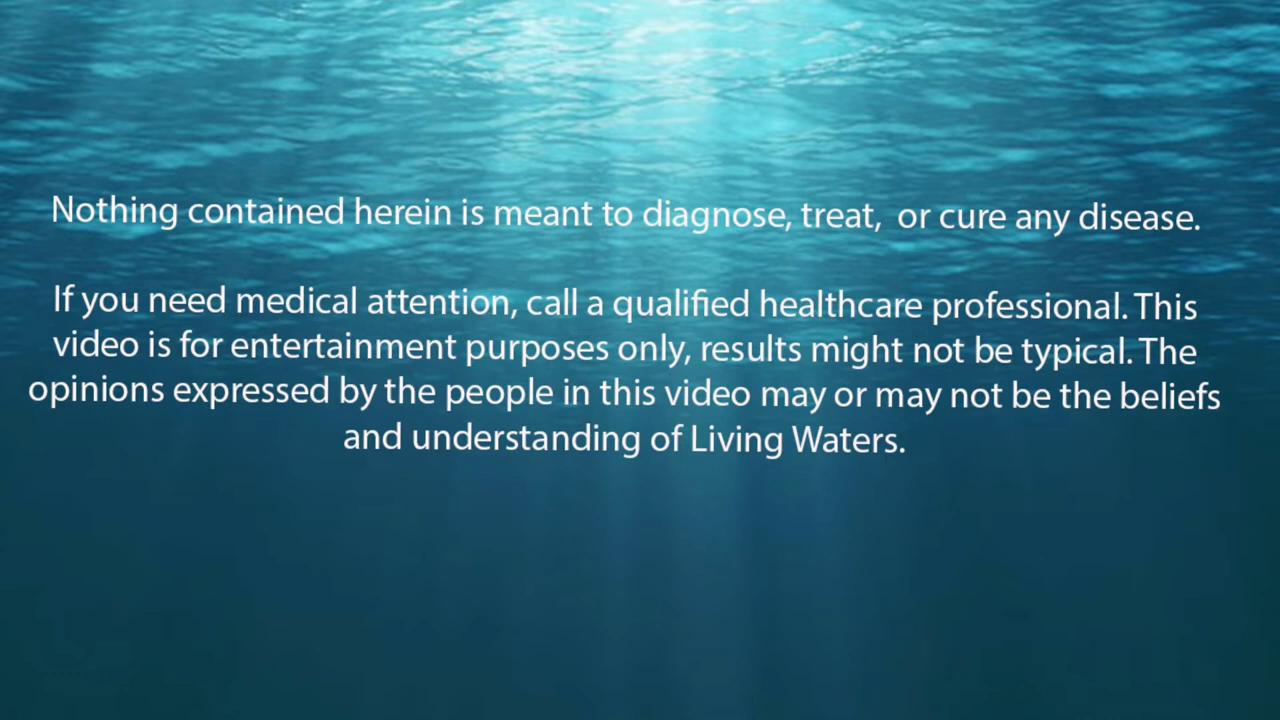 Nothing contained herein is meant to diagnose, treat, or cure any disease.
If you need medical attention, call a qualified healthcare professional. This
video is for entertainment purposes only, results might not be typical. The
opinions expressed by the people in this video may or may not be the beliefs
and understanding of Living Waters.